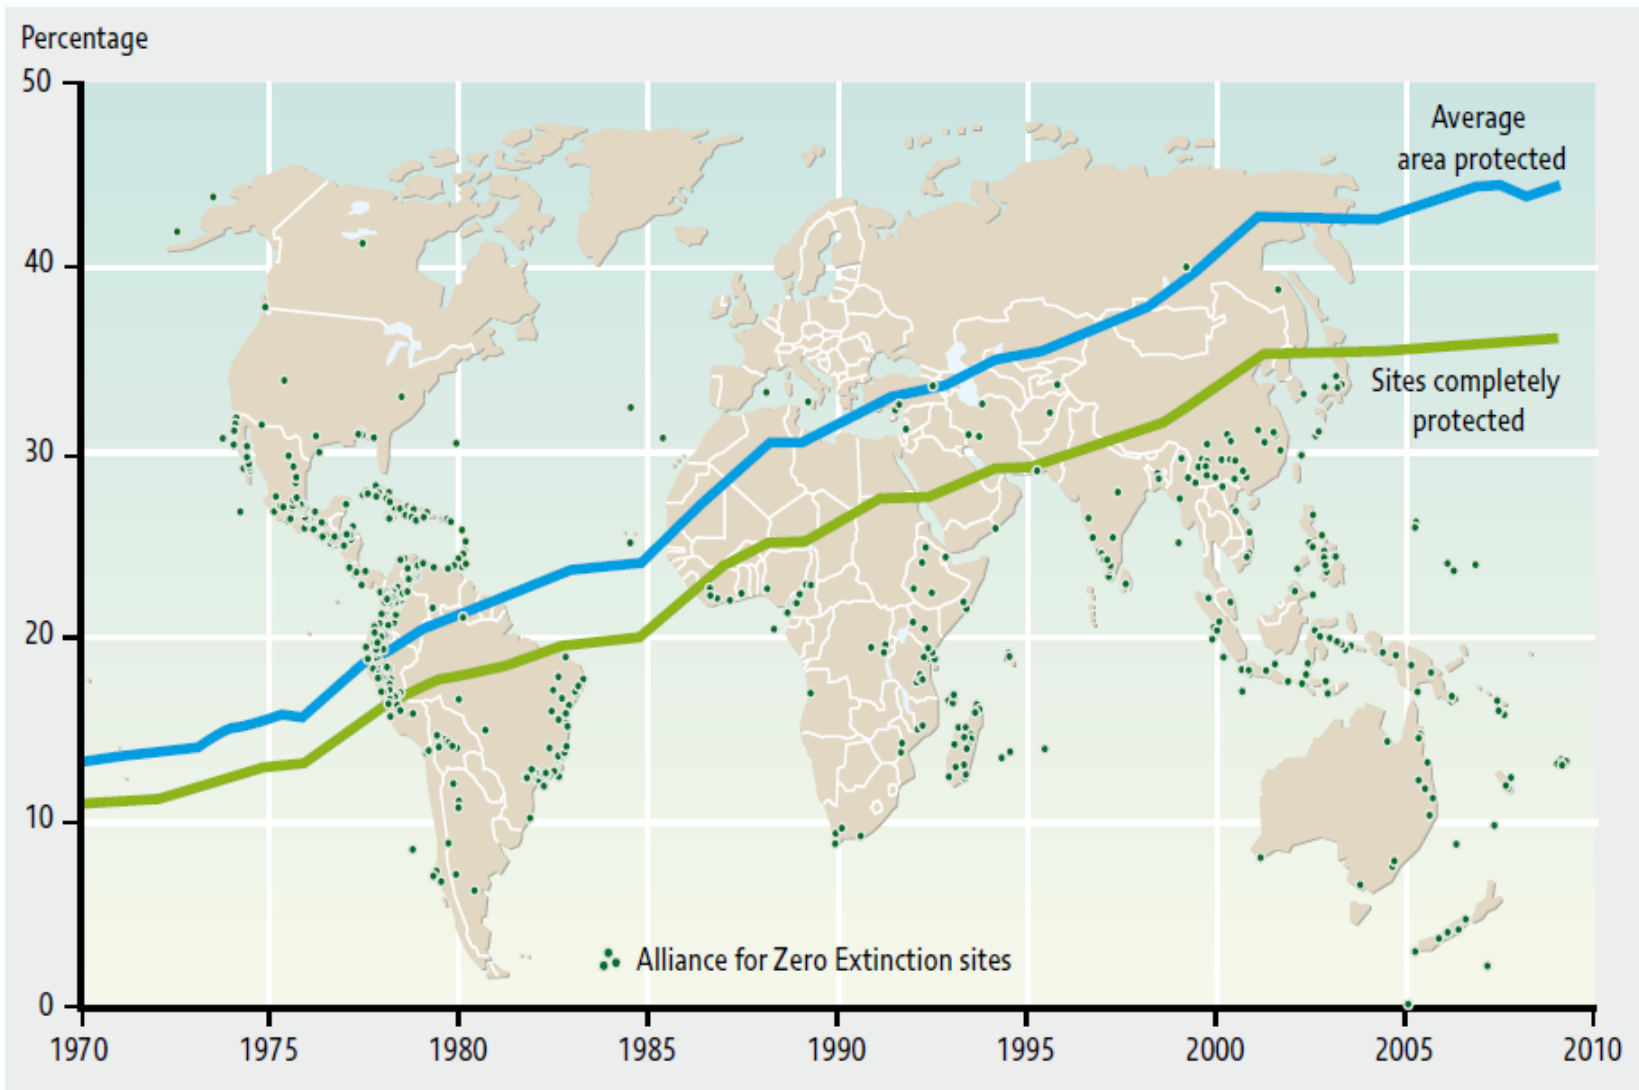 Percentage
50
Average
area protected
40
Sites completely
protected
30
20
10
Alliance for Zero Extinction sites
0
1970 1975 1980 1985 1990 1995 2000 2005 2010